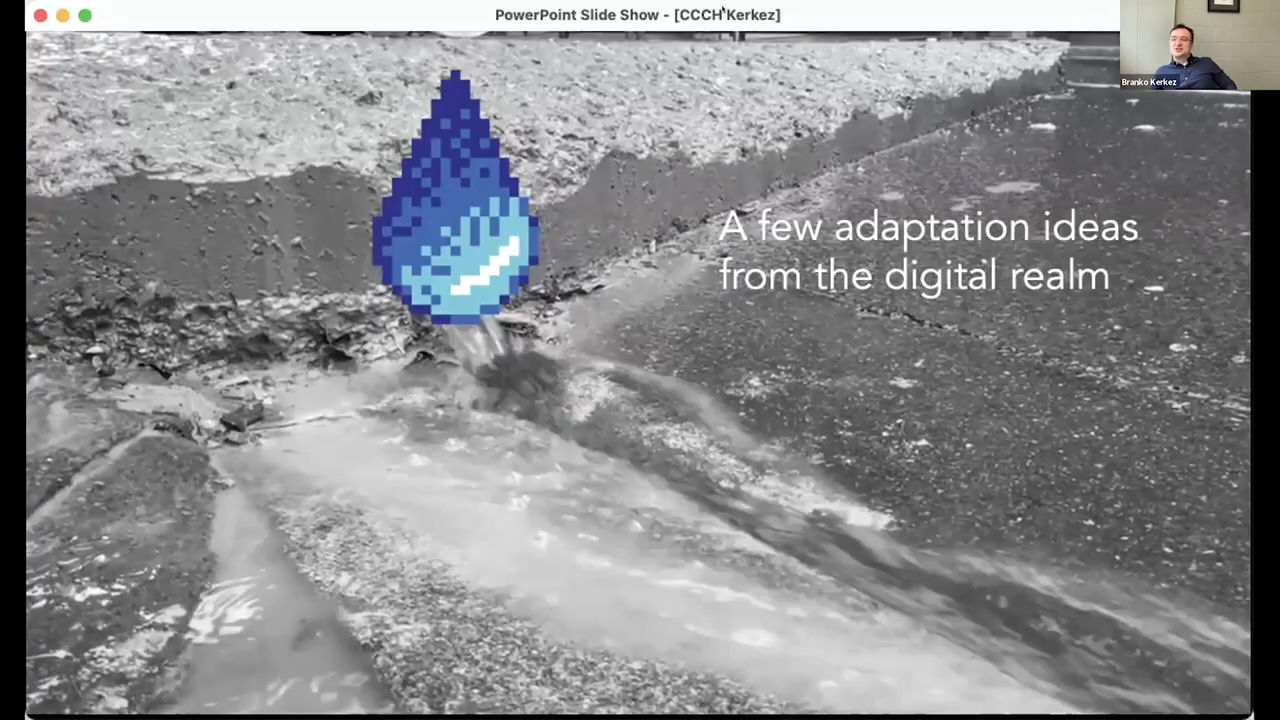 PowerPoint Slide Show - [CCCH Kerkez]
Branko Kerkez
A few adaptation ideas
from the digital realm